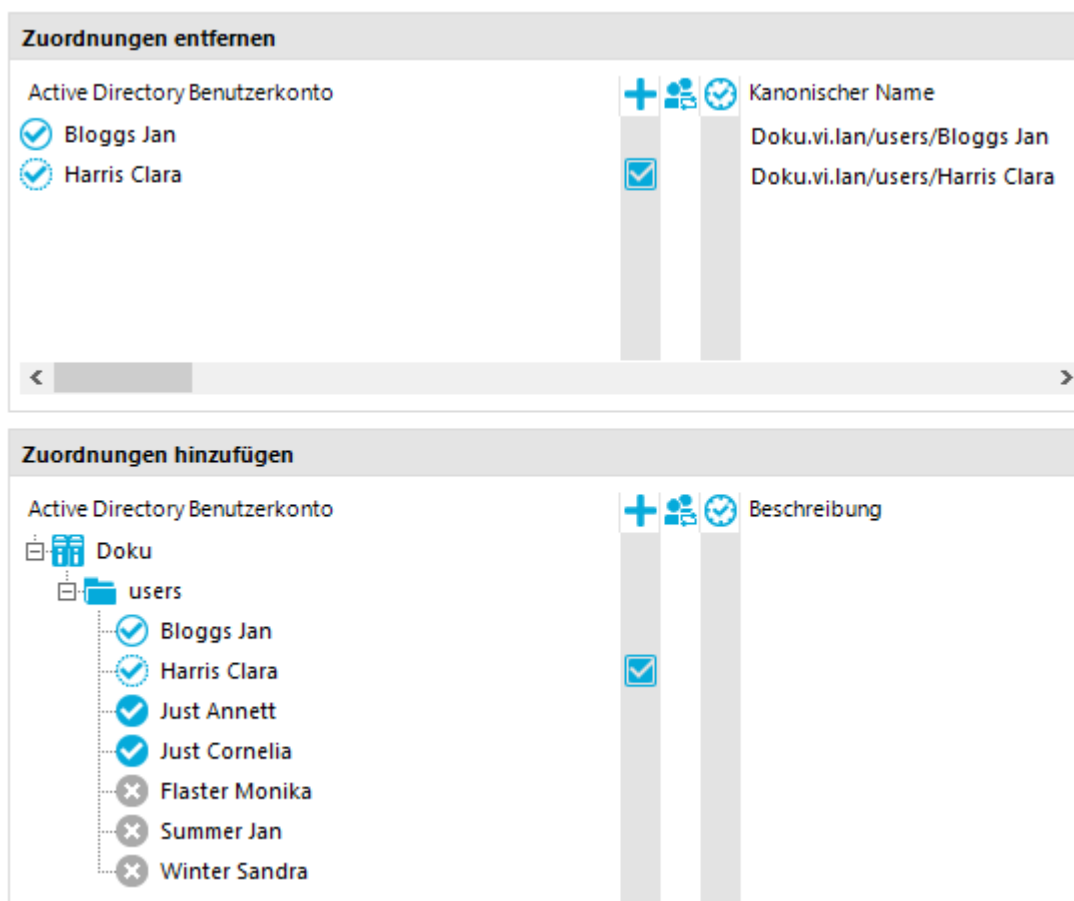 Zuordnungen entfernen
Active Directory Benutzerkonto Kanonischer Name
Bloggs Jan Doku.vi.lan/users/Bloggs Jan
Harris Clara Doku.vi.lan/users/Harris Clara
Zuordnungen hinzufügen
Active Directory Benutzerkonto Beschreibung
Doku
users
Bloggs Jan
Harris Clara
Just Annett
Just Cornelia
Flaster Monika
Summer Jan
Winter Sandra